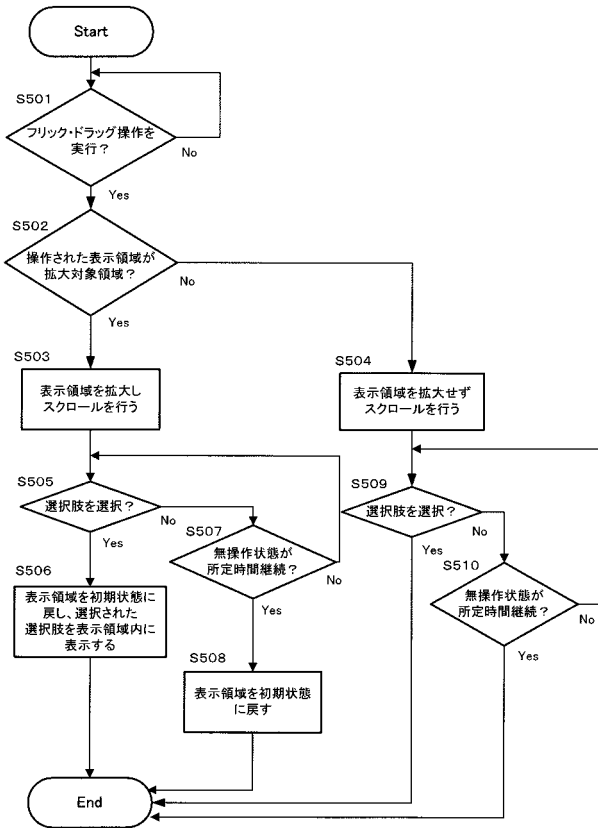 Start
S501
フリック・ドラッグ操作を
実行？
No
Yes
S502
操作された表示領域が
拡大対象領域？
No
Yes
S503
表示領域を拡大し
スクロールを行う
S504
表示領域を拡大せず
スクロールを行う
S505
選択肢を選択？
No
Yes
S506
表示領域を初期状態に
戻し、選択された
選択肢を表示領域内に
表示する
S507
無操作状態が
所定時間継続？
No
Yes
S508
表示領域を初期状態
に戻す
S509
選択肢を選択？
No
Yes
S510
無操作状態が
所定時間継続？
No
Yes
End